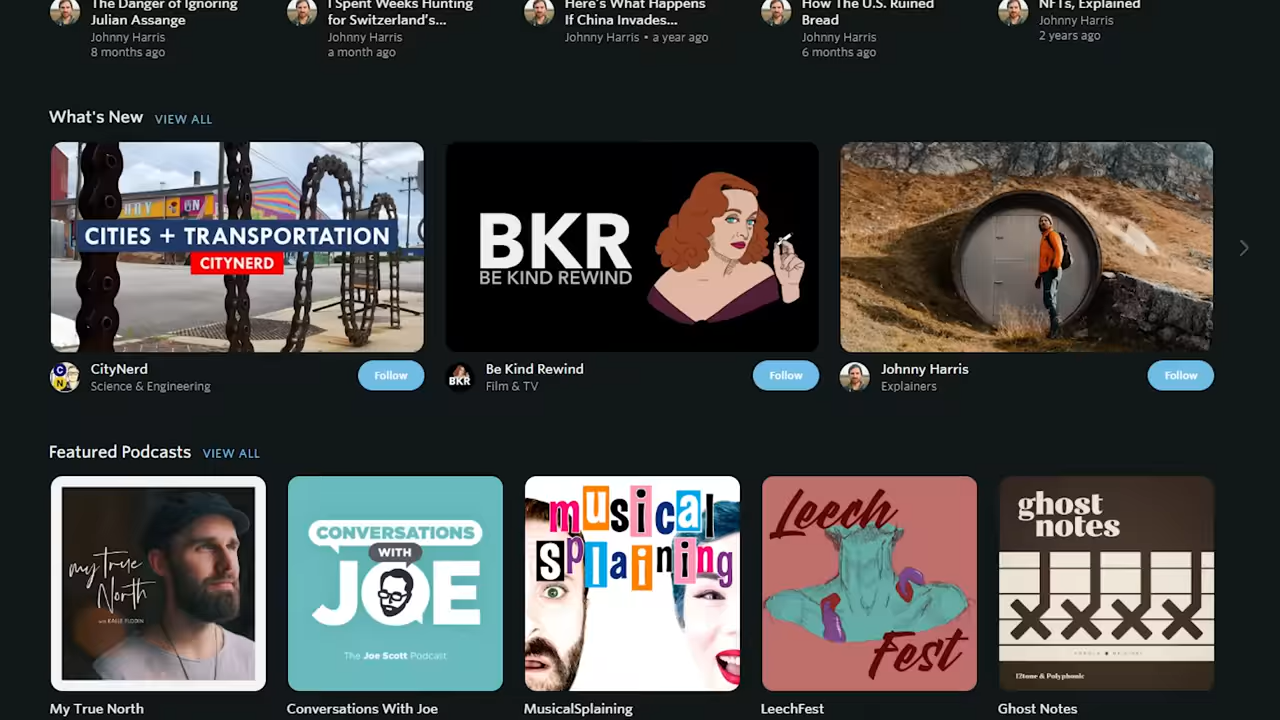 The Danger of Ignoring
Julian Assange
Johnny Harris
8 months ago
I Spent Weeks Hunting
for Switzerland's...
Johnny Harris
a month ago
Here's What Happens
If China Invades...
Johnny Harris • a year ago
How The U.S. Ruined
Bread
Johnny Harris
6 months ago
NFTs, Explained
Johnny Harris
2 years ago
What's New VIEW ALL
CITIES + TRANSPORTATION
CITYNERD
BKR
BE KIND REWIND
CN
CityNerd
Science & Engineering
Follow
BKR
Be Kind Rewind
Film & TV
Follow
Johnny Harris
Explainers
Follow
Featured Podcasts VIEW ALL
my true
North
CONVERSATIONS
WITH
JOE
The Joe Scott Podcast
musical
splaining
Leech
Fest
ghost
notes
12tone & Polyphonic
My True North
Conversations With Joe
MusicalSplaining
LeechFest
Ghost Notes